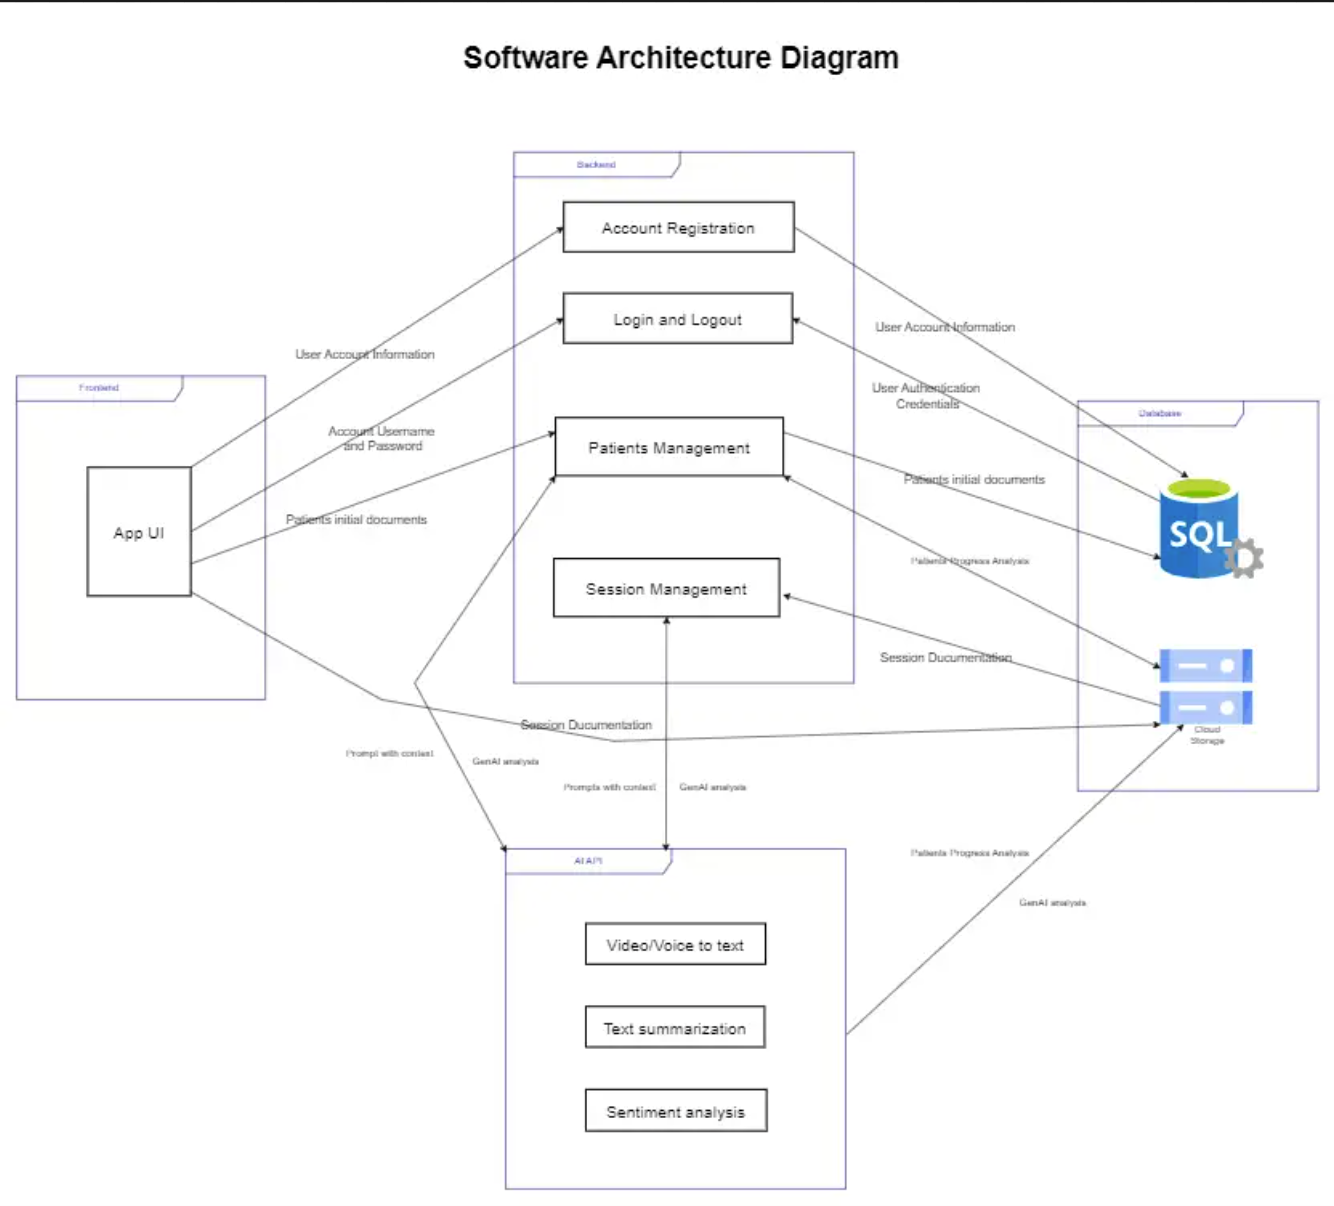 Software Architecture Diagram
Backend
Account Registration
Login and Logout
User Account Information
User Account Information
User Authentication
Credentials
Frontend
Database
Account Username
and Password
Patients Management
Patients initial documents
App UI
Patients initial documents
SQL
Patients Progress Analysis
Session Management
Session Ducumentation
Session Ducumentation
Cloud
Storage
Prompt with context
GenAI analysis
Prompts with context
GenAI analysis
AI API
Patients Progress Analysis
GenAI analysis
Video/Voice to text
Text summarization
Sentiment analysis